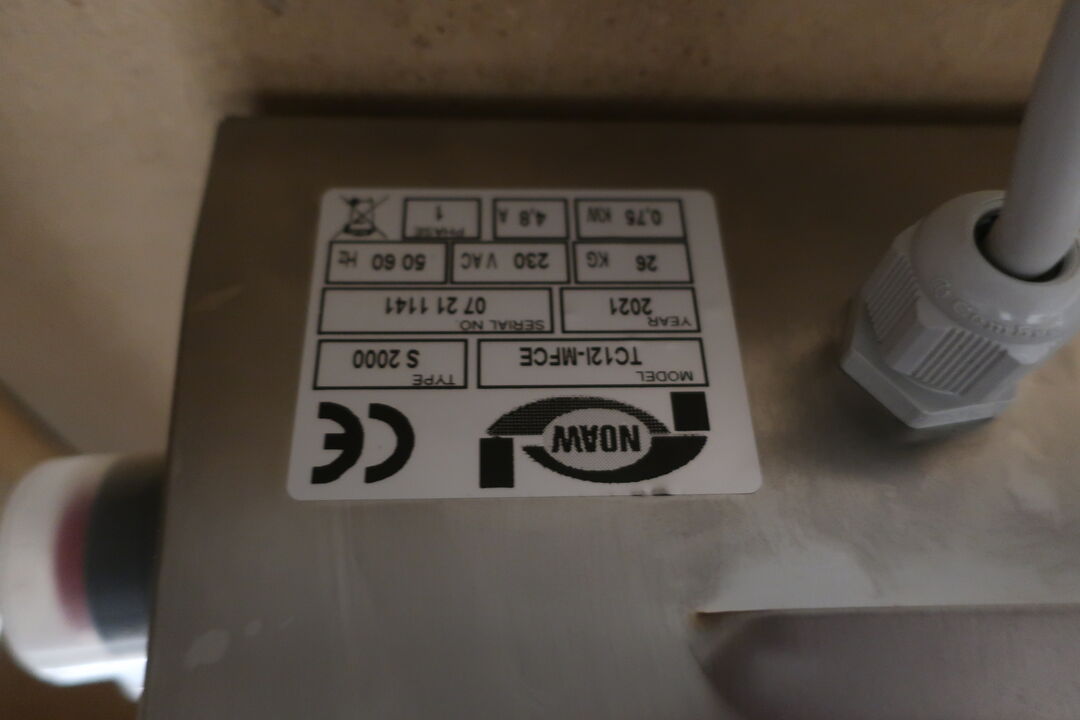 NOAW
CE
MODEL TC12I-MFCE TYPE S 2000
YEAR 2021 SERIAL NO. 07 21 1141
26 KG 230 VAC 50 60 Hz
0,75 KW 4,8 A PHASE 1